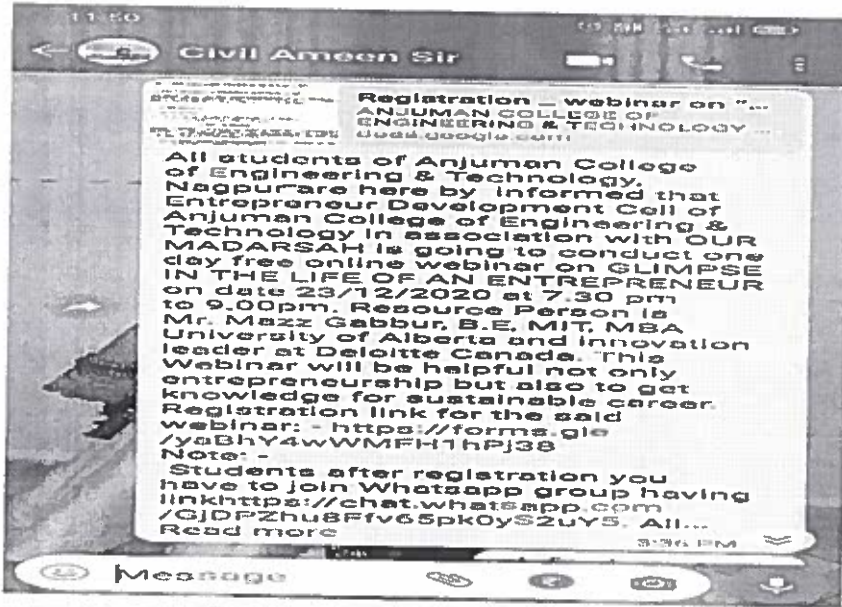 11:50
Civil Ameen Sir
Registration _ webinar on "...
ANJUMAN COLLEGE OF
ENGINEERING & TECHNOLOGY ...
docs.google.com
All students of Anjuman College
of Engineering & Technology,
Nagpur"are here by informed that
Entrepreneur Development Cell of
Anjuman College of Engineering &
Technology in association with OUR
MADARSAH is going to conduct one
day free online webinar on GLIMPSE
IN THE LIFE OF AN ENTREPRENEUR
on date 23/12/2020 at 7.30 pm
to 9.00pm. Resource Person is
Mr. Mazz Gabbur, B.E, MIT, MBA
University of Alberta and innovation
leader at Deloitte Canada. This
Webinar will be helpful not only
entrepreneurship but also to get
knowledge for sustainable career.
Registration link for the said
webinar: - https://forms.gle
/yaBhY4wWMFH1hPj38
Note: -
Students after registration you
have to join Whatsapp group having
linkhttps://chat.whatsapp.com
/GjDPZhu8Ffv65pk0yS2uY5. All...
Read more
3:36 PM
Message